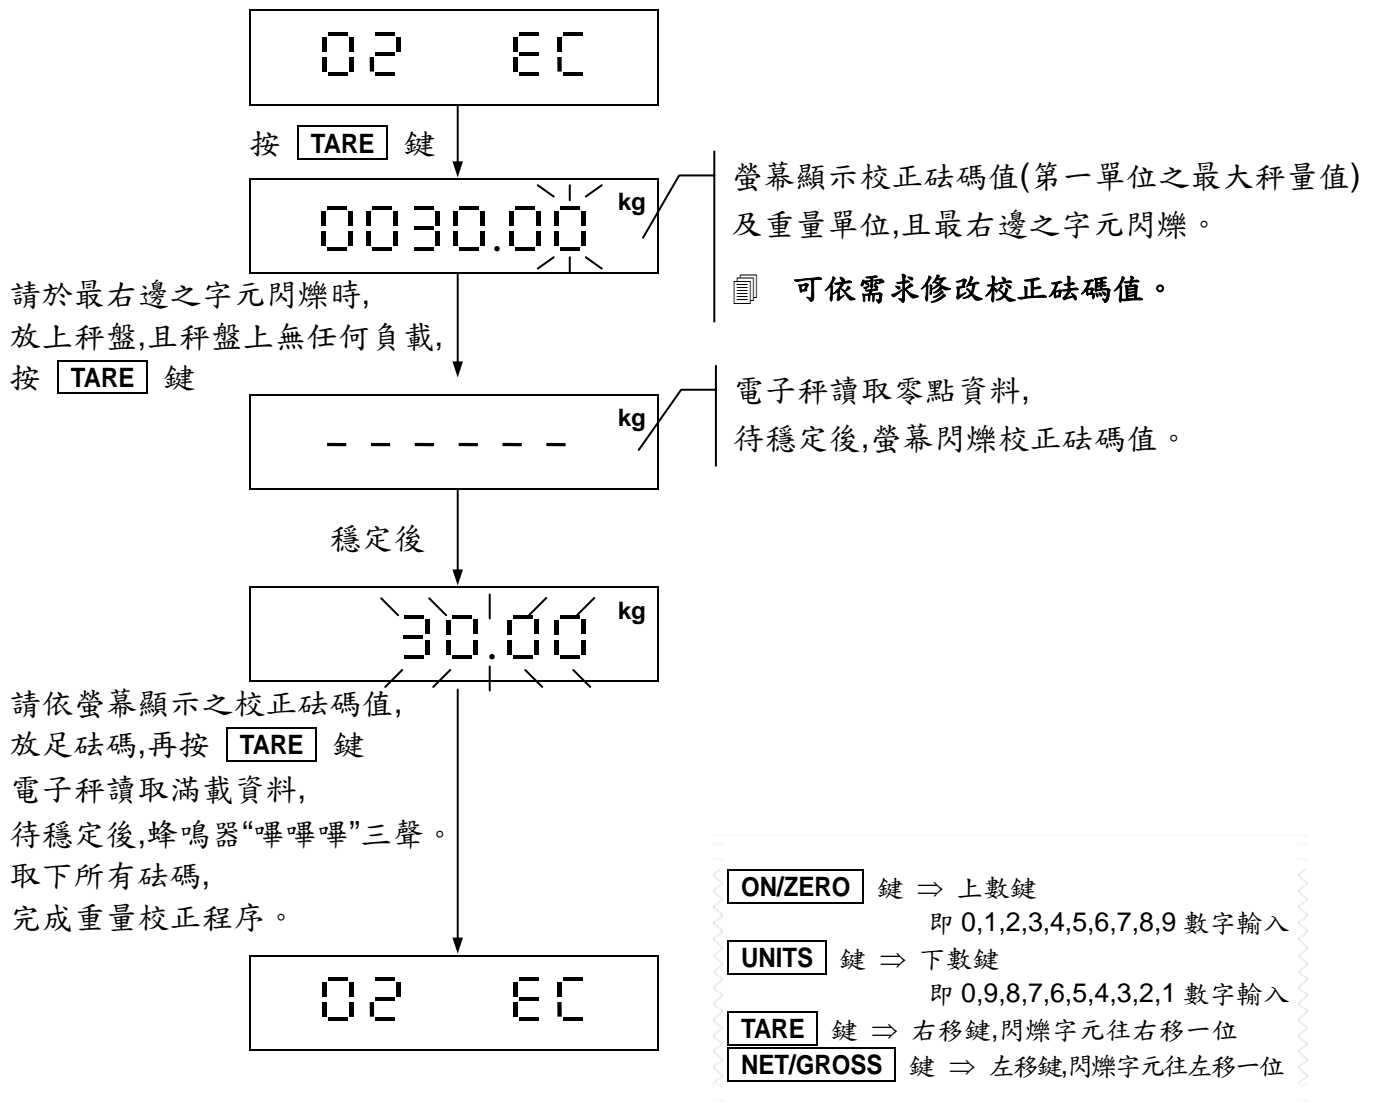 02 EC
按 TARE 鍵
0030.00 kg
螢幕顯示校正砝碼值(第一單位之最大秤量值)
及重量單位,且最右邊之字元閃爍。
可依需求修改校正砝碼值。
請於最右邊之字元閃爍時,
放上秤盤,且秤盤上無任何負載,
按 TARE 鍵
------ kg
電子秤讀取零點資料,
待穩定後,螢幕閃爍校正砝碼值。
穩定後
30.00 kg
請依螢幕顯示之校正砝碼值,
放足砝碼,再按 TARE 鍵
電子秤讀取滿載資料,
待穩定後,蜂鳴器“嗶嗶嗶”三聲。
取下所有砝碼,
完成重量校正程序。
02 EC
ON/ZERO 鍵 ⇒ 上數鍵
即 0,1,2,3,4,5,6,7,8,9 數字輸入
UNITS 鍵 ⇒ 下數鍵
即 0,9,8,7,6,5,4,3,2,1 數字輸入
TARE 鍵 ⇒ 右移鍵,閃爍字元往右移一位
NET/GROSS 鍵 ⇒ 左移鍵,閃爍字元往左移一位